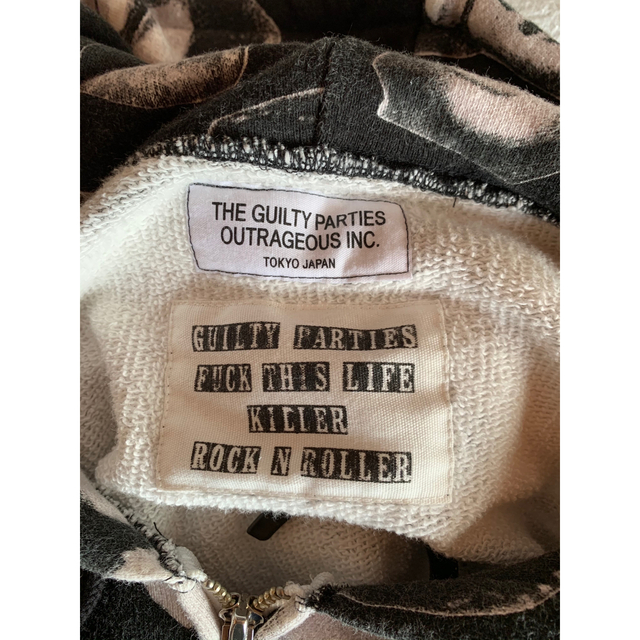 THE GUILTY PARTIES
OUTRAGEOUS INC.
TOKYO JAPAN
GUILTY PARTIES
FUCK THIS LIFE
KILLER
ROCK N ROLLER